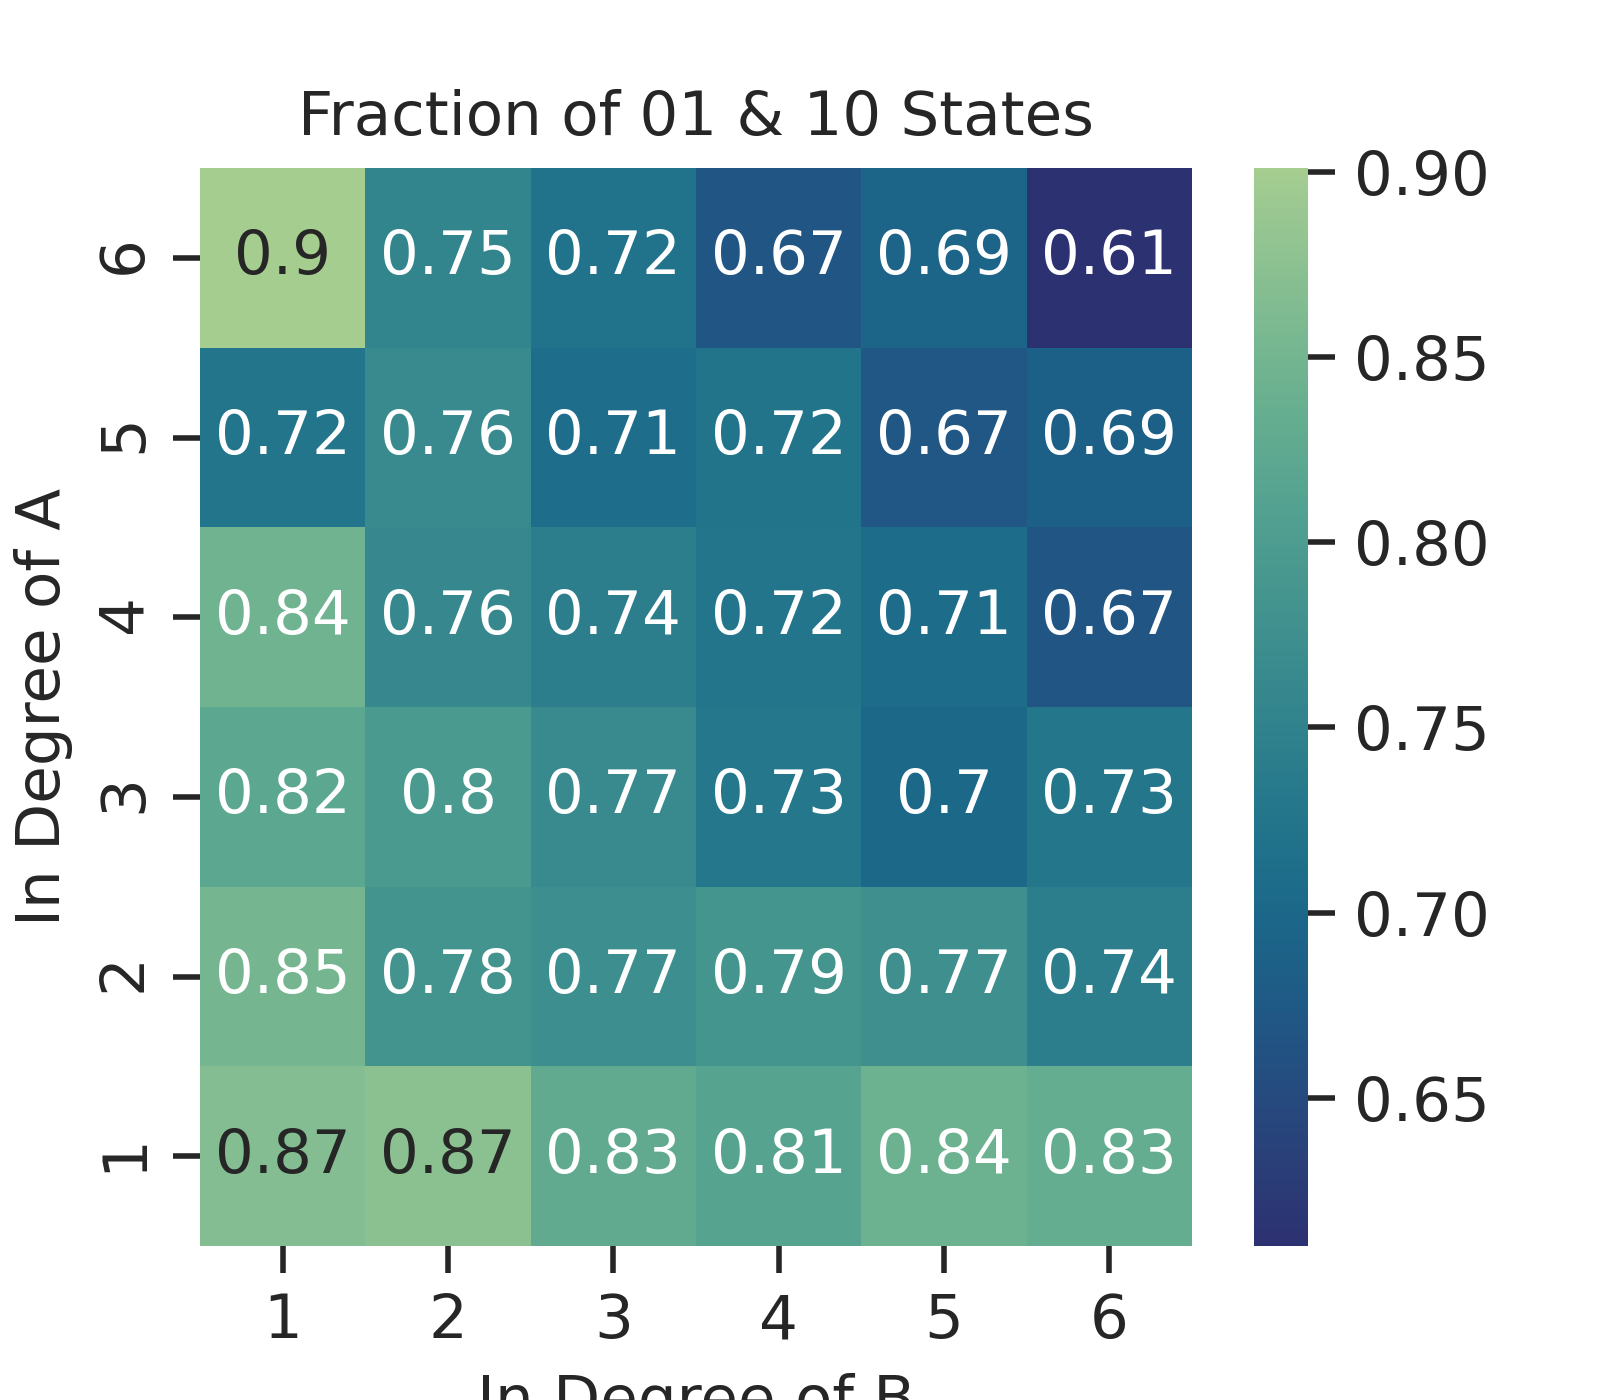 Fraction of 01 & 10 States
0.90
6 0.9 0.75 0.72 0.67 0.69 0.61
0.85
5 0.72 0.76 0.71 0.72 0.67 0.69
0.80
In Degree of A
4 0.84 0.76 0.74 0.72 0.71 0.67
0.75
3 0.82 0.8 0.77 0.73 0.7 0.73
0.70
2 0.85 0.78 0.77 0.79 0.77 0.74
0.65
1 0.87 0.87 0.83 0.81 0.84 0.83
1 2 3 4 5 6
In Degree of B